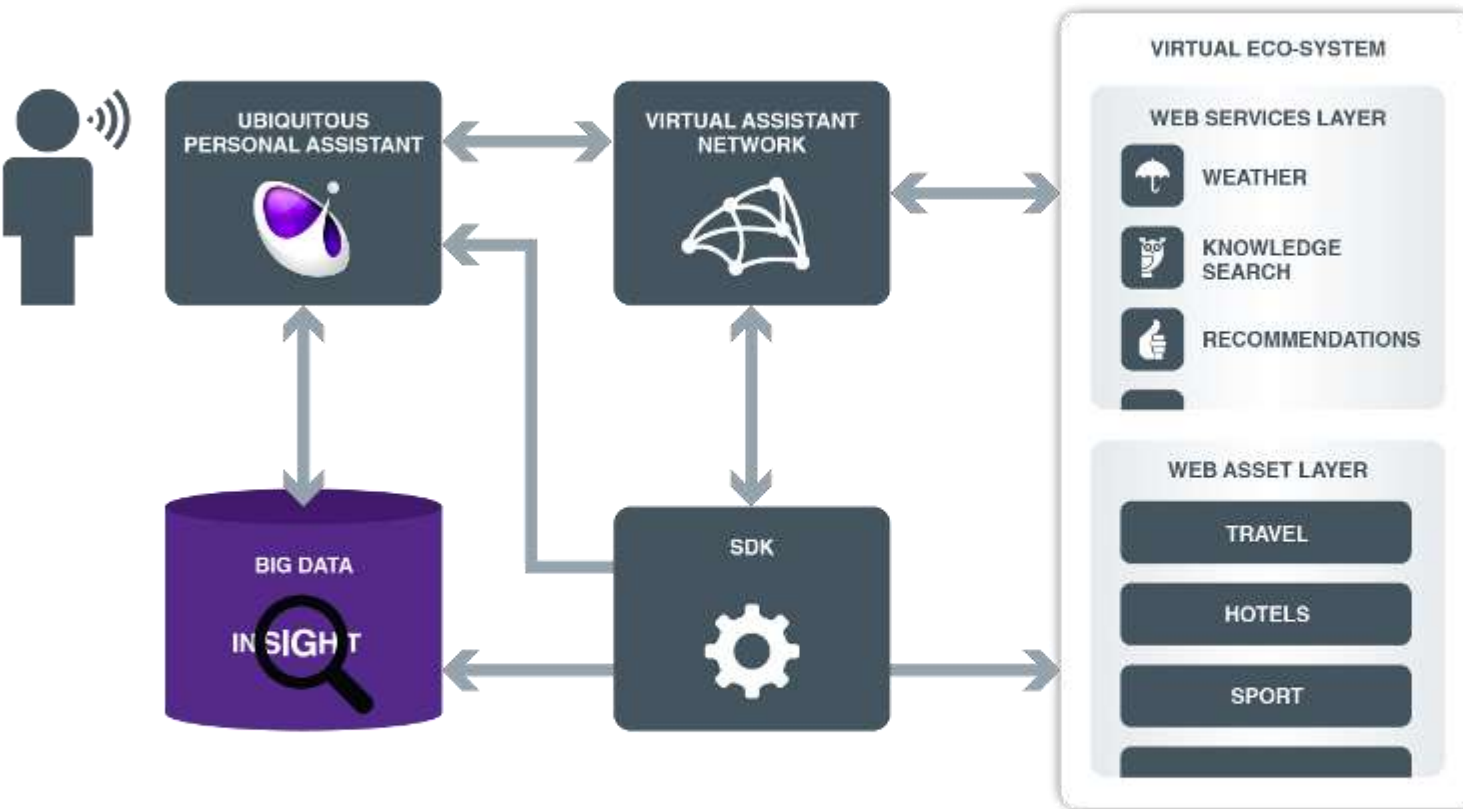 UBIQUITOUS
PERSONAL ASSISTANT
VIRTUAL ASSISTANT
NETWORK
BIG DATA
INSIGHT
SDK
VIRTUAL ECO-SYSTEM
WEB SERVICES LAYER
WEATHER
KNOWLEDGE
SEARCH
RECOMMENDATIONS
WEB ASSET LAYER
TRAVEL
HOTELS
SPORT